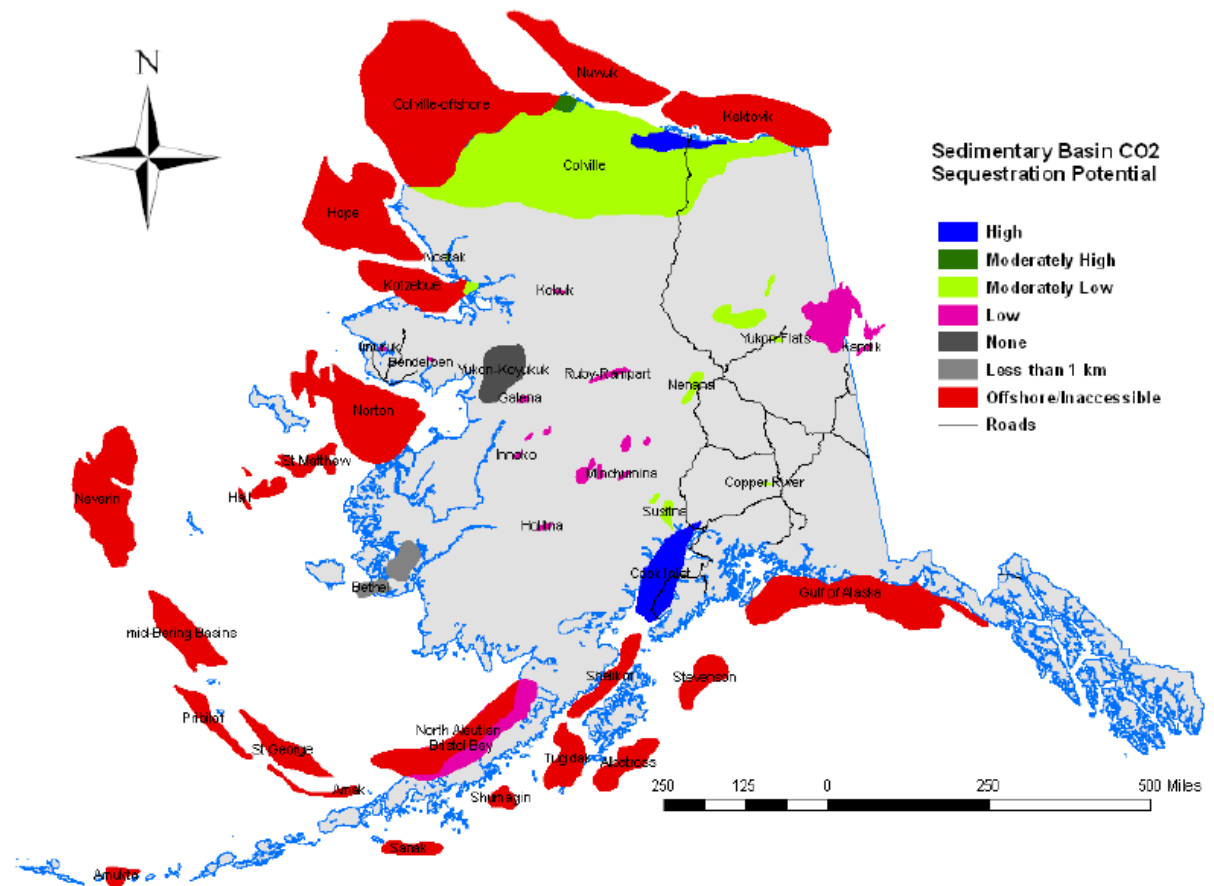 N
Nuwuk
Colville-offshore
Kaktovik
Colville
Sedimentary Basin CO2
Sequestration Potential
High
Moderately High
Moderately Low
Low
None
Less than 1 km
Offshore/Inaccessible
Roads
Hope
Noatak
Kotzebue
Kobuk
Imuruk
Bendeleben
Yukon-Koyukuk
Galena
Ruby-Rampart
Yukon Flats
Kandik
Nenana
Norton
St Matthew
Hall
Navarin
Innoko
Minchumina
Copper River
Susitna
Holitna
Cook Inlet
Bethel
Gulf of Alaska
mid-Bering Basins
Shelikof
Stevenson
Pribilof
St George
North Aleutian
Bristol Bay
Tugidak
Albatross
Amak
Shumagin
Sanak
Amukta
250 125 0 250 500 Miles